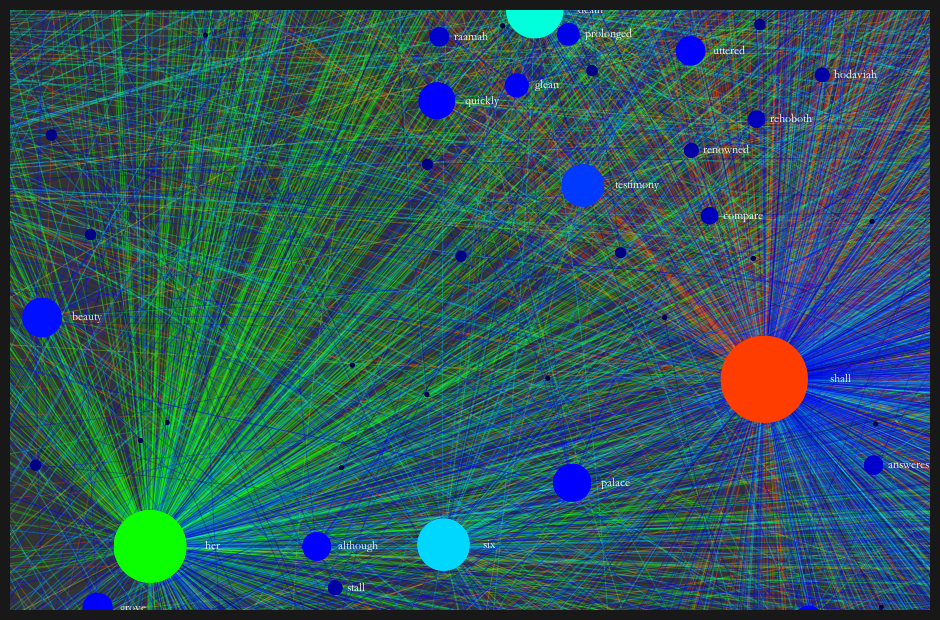 raamah
prolonged
uttered
hodaviah
glean
quickly
rehoboth
renowned
testimony
compare
beauty
shall
answeres
palace
her
although
six
stall
grove